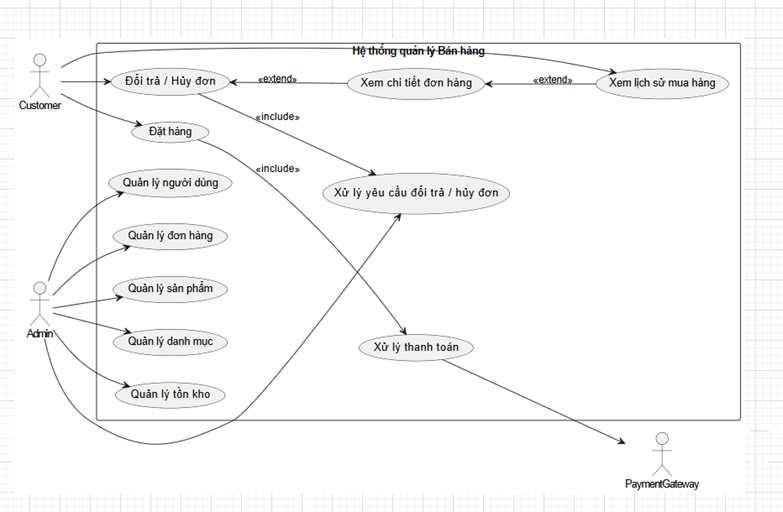 Hệ thống quản lý Bán hàng
Đổi trả / Hủy đơn
«extend»
Xem chi tiết đơn hàng
«extend»
Xem lịch sử mua hàng
Customer
«include»
Đặt hàng
«include»
Quản lý người dùng
Xử lý yêu cầu đổi trả / hủy đơn
Quản lý đơn hàng
Quản lý sản phẩm
Admin
Quản lý danh mục
Xử lý thanh toán
Quản lý tồn kho
PaymentGateway